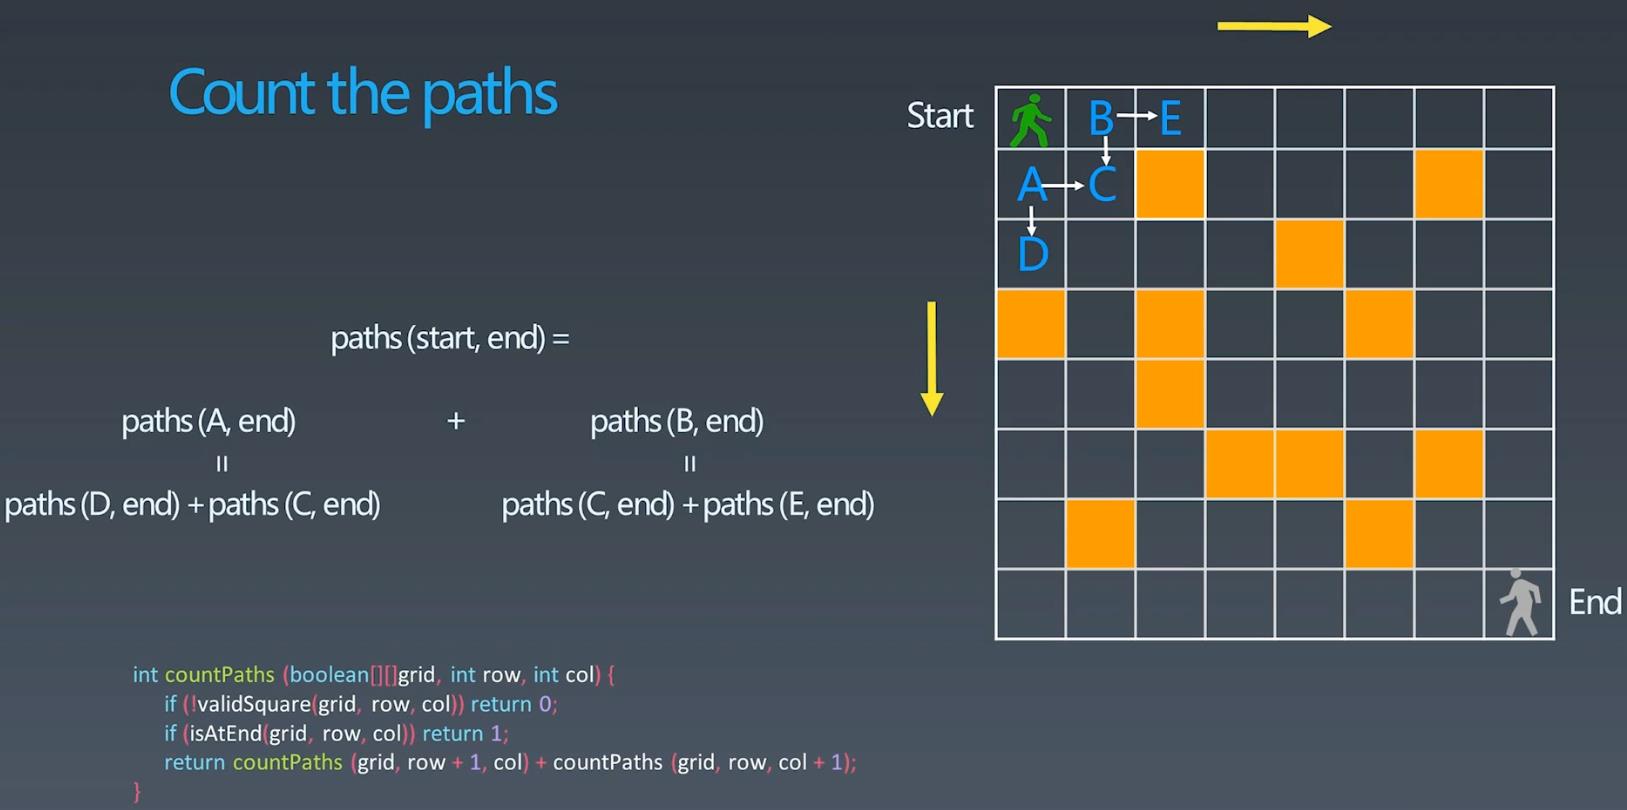 Count the paths
Start
B E
A C
D
paths (start, end) =
paths (A, end) + paths (B, end)
= =
paths (D, end) + paths (C, end) paths (C, end) + paths (E, end)
End
int countPaths (boolean[][]grid, int row, int col) {
if (!validSquare(grid, row, col)) return 0;
if (isAtEnd(grid, row, col)) return 1;
return countPaths (grid, row + 1, col) + countPaths (grid, row, col + 1);
}